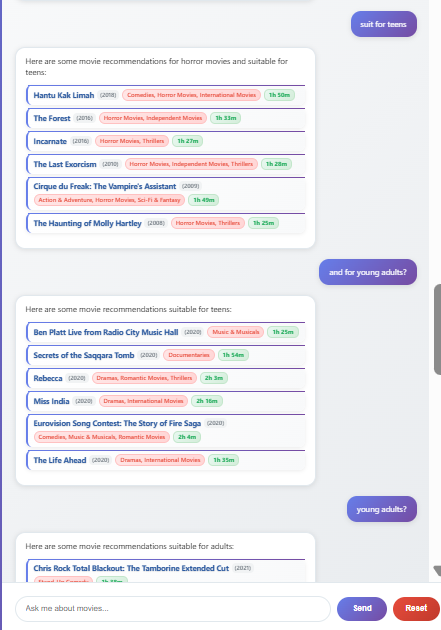 suit for teens
Here are some movie recommendations for horror movies and suitable for
teens:
Hantu Kak Limah (2018) Comedies, Horror Movies, International Movies 1h 50m
The Forest (2016) Horror Movies, Independent Movies 1h 33m
Incarnate (2016) Horror Movies, Thrillers 1h 27m
The Last Exorcism (2010) Horror Movies, Independent Movies, Thrillers 1h 28m
Cirque du Freak: The Vampire's Assistant (2009)
Action & Adventure, Horror Movies, Sci-Fi & Fantasy 1h 49m
The Haunting of Molly Hartley (2008) Horror Movies, Thrillers 1h 25m
and for young adults?
Here are some movie recommendations suitable for teens:
Ben Platt Live from Radio City Music Hall (2020) Music & Musicals 1h 25m
Secrets of the Saqqara Tomb (2020) Documentaries 1h 54m
Rebecca (2020) Dramas, Romantic Movies, Thrillers 2h 3m
Miss India (2020) Dramas, International Movies 2h 16m
Eurovision Song Contest: The Story of Fire Saga (2020)
Comedies, Music & Musicals, Romantic Movies 2h 4m
The Life Ahead (2020) Dramas, International Movies 1h 35m
young adults?
Here are some movie recommendations suitable for adults:
Chris Rock Total Blackout: The Tamborine Extended Cut (2021)
Ask me about movies...
Send
Reset